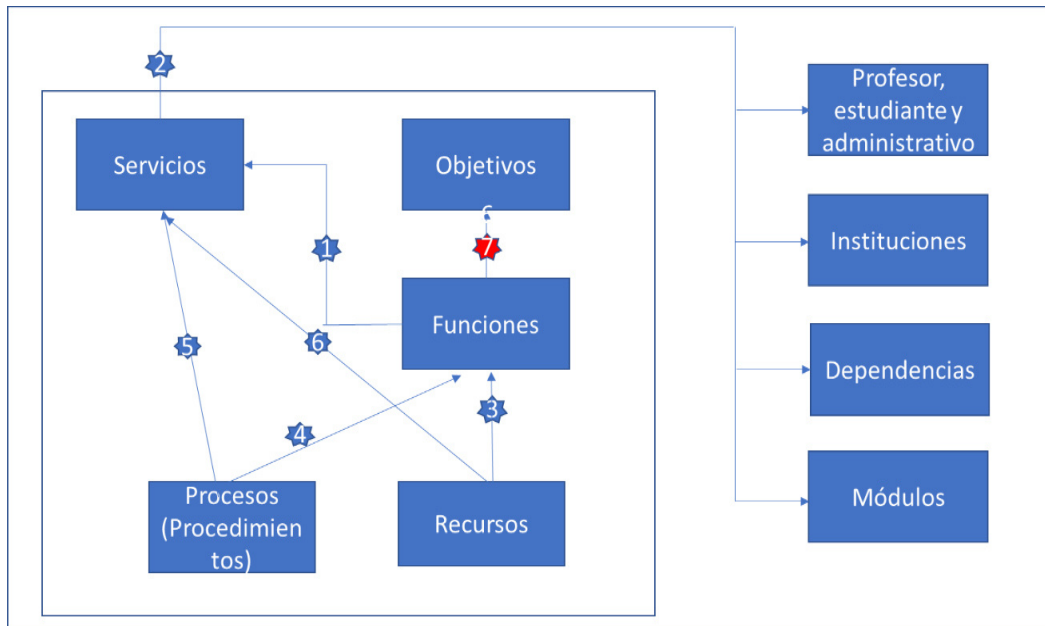 2
Profesor,
estudiante y
administrativo
Servicios
Objetivos
1
7
Instituciones
Funciones
5
6
Dependencias
4
3
Procesos
(Procedimien
tos)
Recursos
Módulos